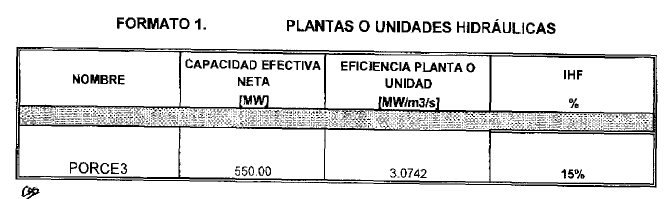 FORMATO 1. PLANTAS O UNIDADES HIDRÁULICAS
NOMBRE CAPACIDAD EFECTIVA NETA [MW] EFICIENCIA PLANTA O UNIDAD [MW/m3/s] IHF %
PORCE3 550.00 3.0742 15%